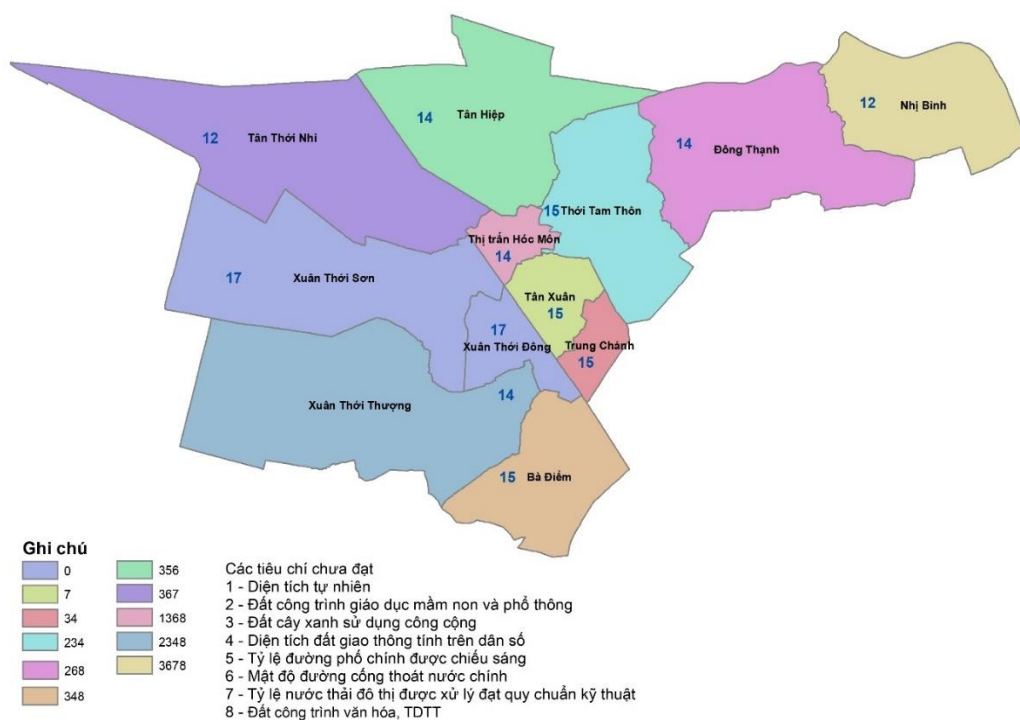 Nhị Bình
12
Tân Hiệp
14
Tân Thới Nhì
12
Đông Thạnh
14
15
Thới Tam Thôn
Thị trấn Hóc Môn
14
Xuân Thới Sơn
17
Tân Xuân
15
17
Xuân Thới Đông
Trung Chánh
15
14
Xuân Thới Thượng
15
Bà Điểm
Ghi chú
0
7
34
234
268
348
356
367
1368
2348
3678
Các tiêu chí chưa đạt
1 - Diện tích tự nhiên
2 - Đất công trình giáo dục mầm non và phổ thông
3 - Đất cây xanh sử dụng công cộng
4 - Diện tích đất giao thông tính trên dân số
5 - Tỷ lệ đường phố chính được chiếu sáng
6 - Mật độ đường cống thoát nước chính
7 - Tỷ lệ nước thải đô thị được xử lý đạt quy chuẩn kỹ thuật
8 - Đất công trình văn hóa, TDTT